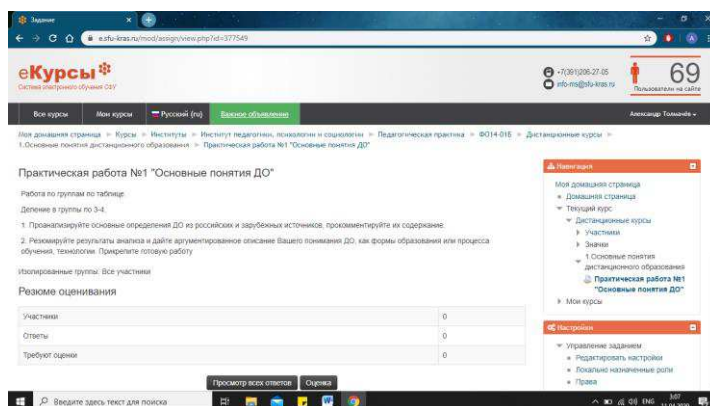 Задание
e.sfu-kras.ru/mod/assign/view.php?id=377549
eКурсы
Система электронного обучения СФУ
+7(391)206-27-05
info-ms@sfu-kras.ru
69
Пользователи на сайте
Все курсы Мои курсы Русский (ru) Важное объявление
Александр Толмачёв
Моя домашняя страница Курсы Институты Институт педагогики, психологии и социологии Педагогическая практика ФО14-01Б Дистанционные курсы
1.Основные понятия дистанционного образования Практическая работа №1 "Основные понятия ДО"
Практическая работа №1 "Основные понятия ДО"
Работа по группам по таблице.
Деление в группы по 3-4.
1. Проанализируйте основные определения ДО из российских и зарубежных источников, прокомментируйте их содержание.
2. Резюмируйте результаты анализа и дайте аргументированное описание Вашего понимания ДО, как формы образования или процесса
обучения, технологии. Прикрепите готовую работу
Изолированные группы: Все участники
Резюме оценивания
Участники 0
Ответы 0
Требуют оценки 0
Просмотр всех ответов Оценка
Навигация
Моя домашняя страница
Домашняя страница
Текущий курс
Дистанционные курсы
Участники
Значки
1.Основные понятия
дистанционного образования
Практическая работа №1
"Основные понятия ДО"
Мои курсы
Настройки
Управление заданием
Редактировать настройки
Локально назначенные роли
Права
Введите здесь текст для поиска
ENG
3:07
11.04.2020